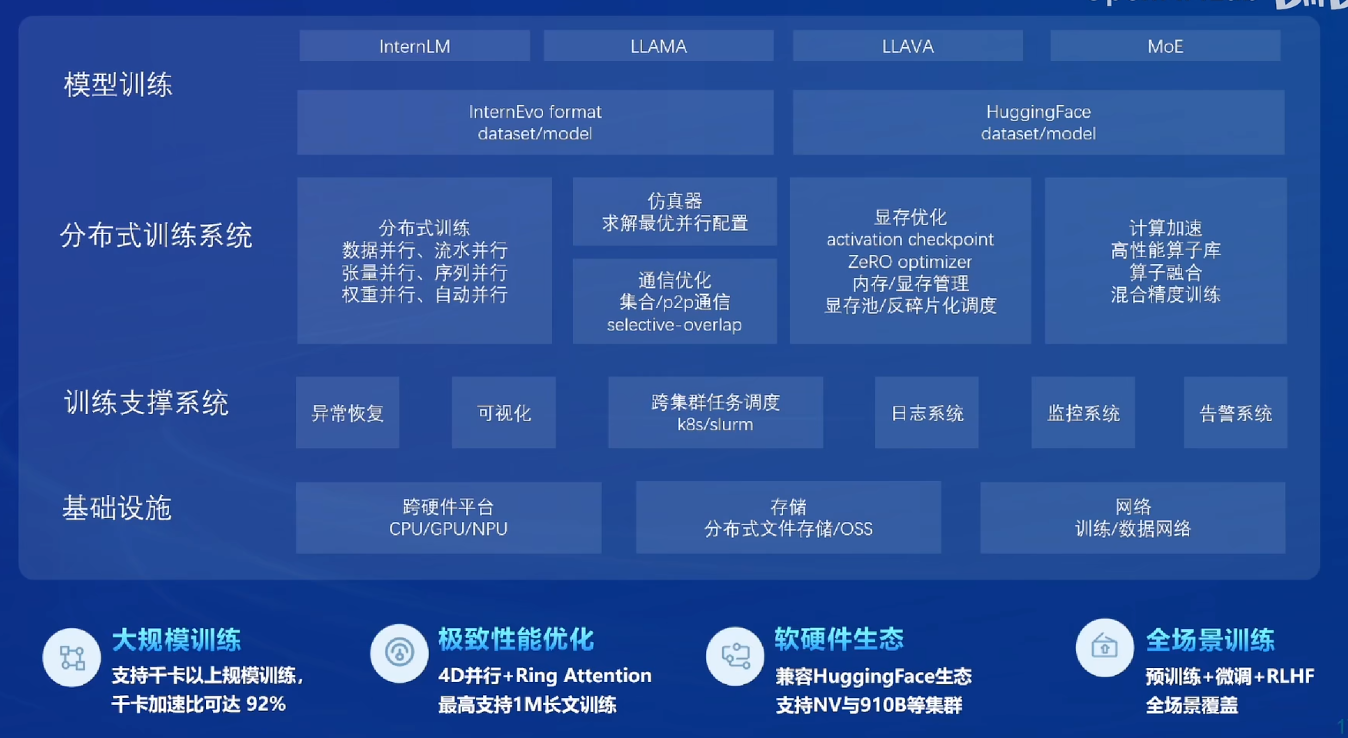 模型训练
InternLM
LLAMA
LLAVA
MoE
InternEvo format
dataset/model
HuggingFace
dataset/model
分布式训练系统
分布式训练
数据并行、流水并行
张量并行、序列并行
权重并行、自动并行
仿真器
求解最优并行配置
通信优化
集合/p2p通信
selective-overlap
显存优化
activation checkpoint
ZeRO optimizer
内存/显存管理
显存池/反碎片化调度
计算加速
高性能算子库
算子融合
混合精度训练
训练支撑系统
异常恢复
可视化
跨集群任务调度
k8s/slurm
日志系统
监控系统
告警系统
基础设施
跨硬件平台
CPU/GPU/NPU
存储
分布式文件存储/OSS
网络
训练/数据网络
大规模训练
支持千卡以上规模训练，
千卡加速比可达 92%
极致性能优化
4D并行+Ring Attention
最高支持1M长文训练
软硬件生态
兼容HuggingFace生态
支持NV与910B等集群
全场景训练
预训练+微调+RLHF
全场景覆盖